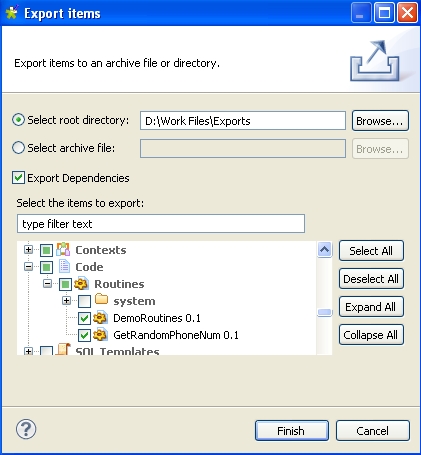 Export items
Export items to an archive file or directory.
Select root directory: D:\Work Files\Exports Browse...
Select archive file: Browse...
Export Dependencies
Select the items to export:
type filter text
Contexts
Select All
Code
Deselect All
Routines
system
Expand All
DemoRoutines 0.1
GetRandomPhoneNum 0.1
Collapse All
SQL Templates
? Finish Cancel